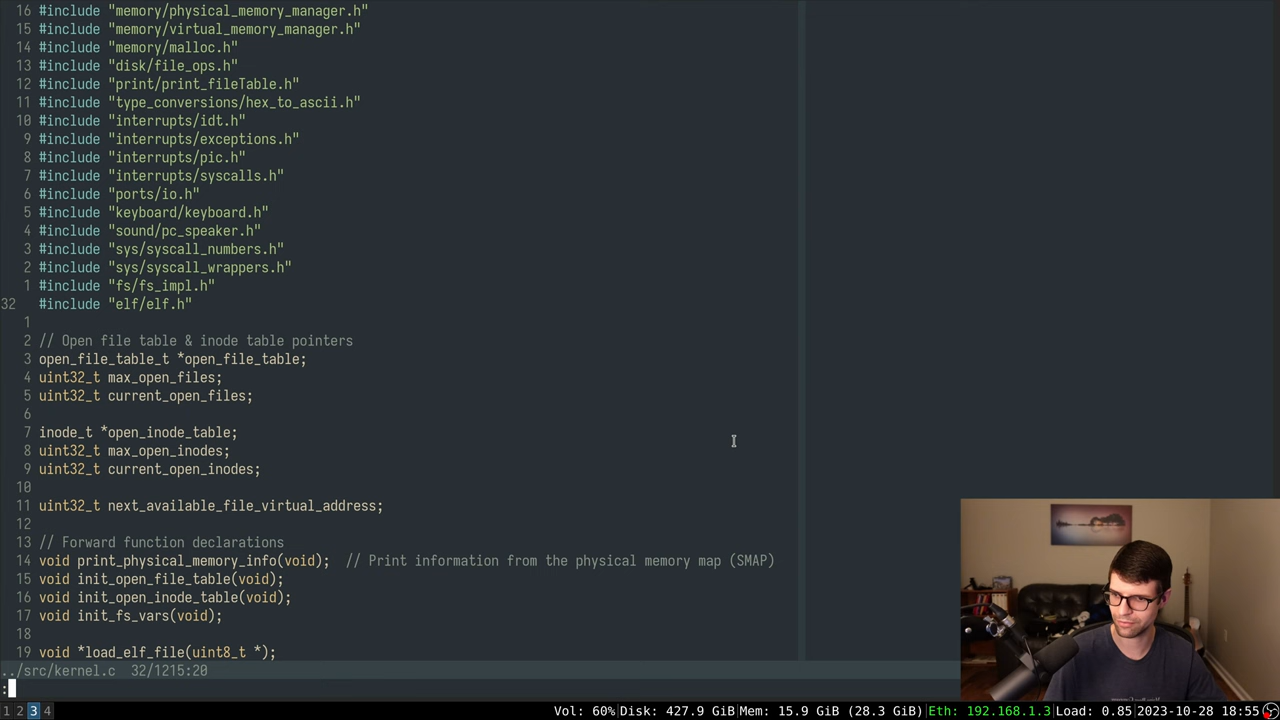 16 #include "memory/physical_memory_manager.h"
15 #include "memory/virtual_memory_manager.h"
14 #include "memory/malloc.h"
13 #include "disk/file_ops.h"
12 #include "print/print_fileTable.h"
11 #include "type_conversions/hex_to_ascii.h"
10 #include "interrupts/idt.h"
9 #include "interrupts/exceptions.h"
8 #include "interrupts/pic.h"
7 #include "interrupts/syscalls.h"
6 #include "ports/io.h"
5 #include "keyboard/keyboard.h"
4 #include "sound/pc_speaker.h"
3 #include "sys/syscall_numbers.h"
2 #include "sys/syscall_wrappers.h"
1 #include "fs/fs_impl.h"
32 #include "elf/elf.h"
1
2 // Open file table & inode table pointers
3 open_file_table_t *open_file_table;
4 uint32_t max_open_files;
5 uint32_t current_open_files;
6
7 inode_t *open_inode_table;
8 uint32_t max_open_inodes;
9 uint32_t current_open_inodes;
10
11 uint32_t next_available_file_virtual_address;
12
13 // Forward function declarations
14 void print_physical_memory_info(void);  // Print information from the physical memory map (SMAP)
15 void init_open_file_table(void);
16 void init_open_inode_table(void);
17 void init_fs_vars(void);
18
19 void *load_elf_file(uint8_t *);
../src/kernel.c 32/1215:20
:
1 2 3 4 Vol: 60%|Disk: 427.9 GiB|Mem: 15.9 GiB (28.3 GiB)|Eth: 192.168.1.3|Load: 0.85|2023-10-28 18:55